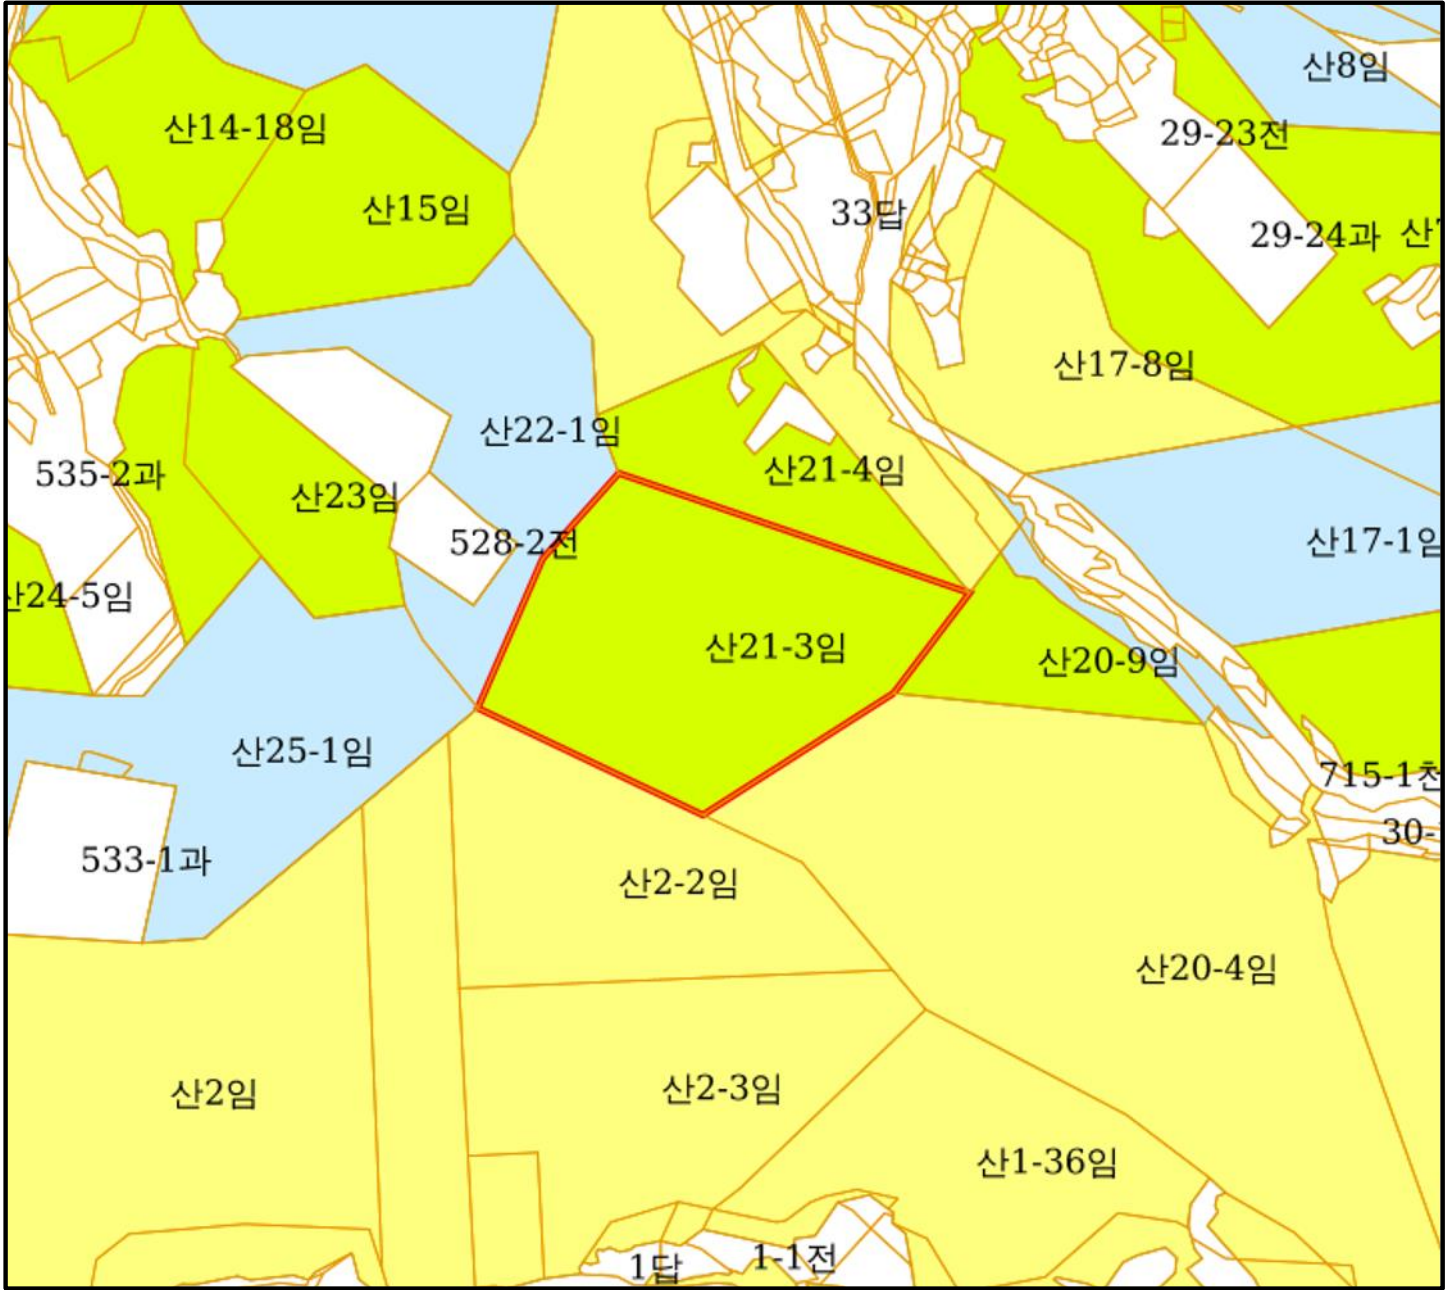 산8임
산14-18임
29-23전
산15임
33답
29-24과
산17-8임
산22-1임
산21-4임
535-2과
산23임
528-2전
산17-1임
산24-5임
산21-3임
산20-9임
산25-1임
715-1천
533-1과
30-
산2-2임
산20-4임
산2-3임
산2임
산1-36임
1-1전
1답